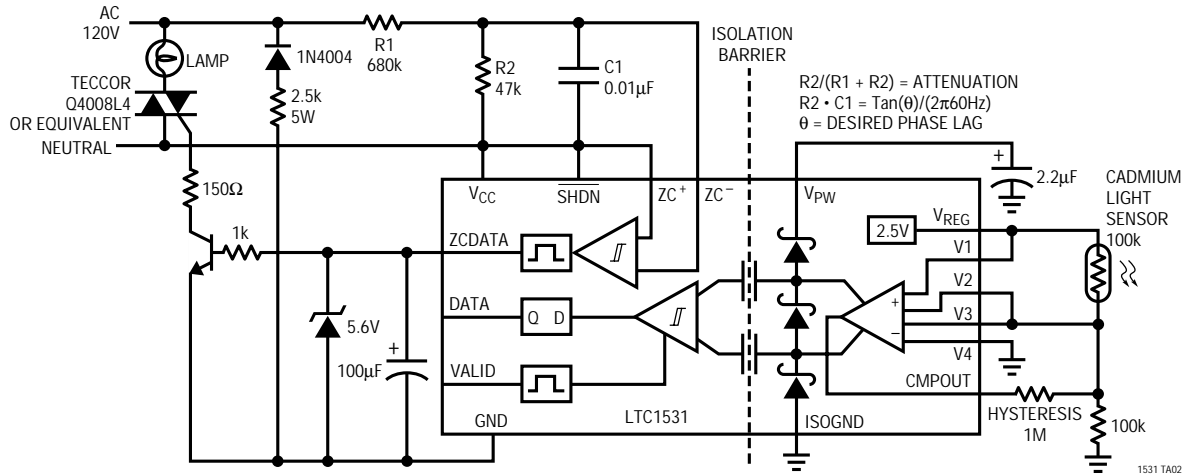 AC
120V
LAMP
TECCOR
Q4008L4
OR EQUIVALENT
NEUTRAL
1N4004
2.5k
5W
R1
680k
R2
47k
C1
0.01µF
ISOLATION
BARRIER
R2/(R1 + R2) = ATTENUATION
R2 • C1 = Tan(θ)/(2π60Hz)
θ = DESIRED PHASE LAG
150Ω
1k
5.6V
+
100µF
VCC
SHDN
ZC+
ZC–
VPW
+
2.2µF
CADMIUM
LIGHT
SENSOR
100k
ZCDATA
DATA
Q D
VALID
GND
LTC1531
2.5V
VREG
V1
V2
V3
V4
+
–
CMPOUT
ISOGND
HYSTERESIS
1M
100k
1531 TA02